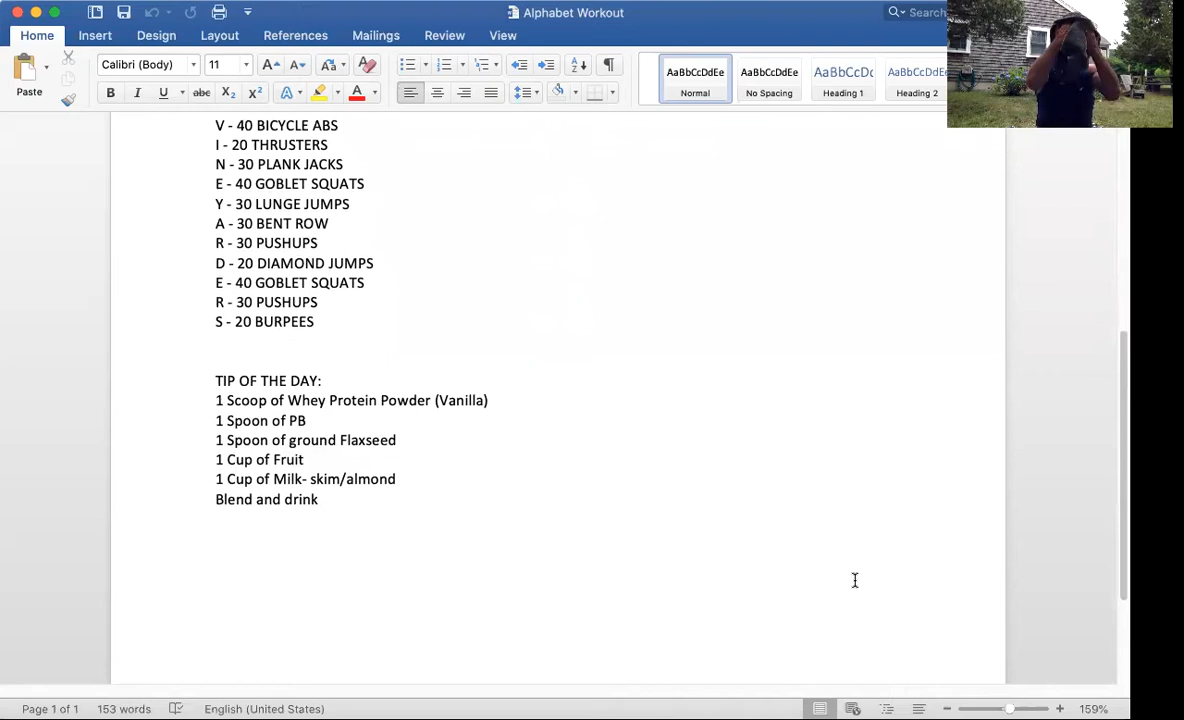 Alphabet Workout
Search
Home Insert Design Layout References Mailings Review View
Paste
Calibri (Body) 11
AaBbCcDdEe AaBbCcDdEe AaBbCcDc AaBbCcDdEe
Normal No Spacing Heading 1 Heading 2
V - 40 BICYCLE ABS
I - 20 THRUSTERS
N - 30 PLANK JACKS
E - 40 GOBLET SQUATS
Y - 30 LUNGE JUMPS
A - 30 BENT ROW
R - 30 PUSHUPS
D - 20 DIAMOND JUMPS
E - 40 GOBLET SQUATS
R - 30 PUSHUPS
S - 20 BURPEES
TIP OF THE DAY:
1 Scoop of Whey Protein Powder (Vanilla)
1 Spoon of PB
1 Spoon of ground Flaxseed
1 Cup of Fruit
1 Cup of Milk- skim/almond
Blend and drink
Page 1 of 1 153 words English (United States) 159%